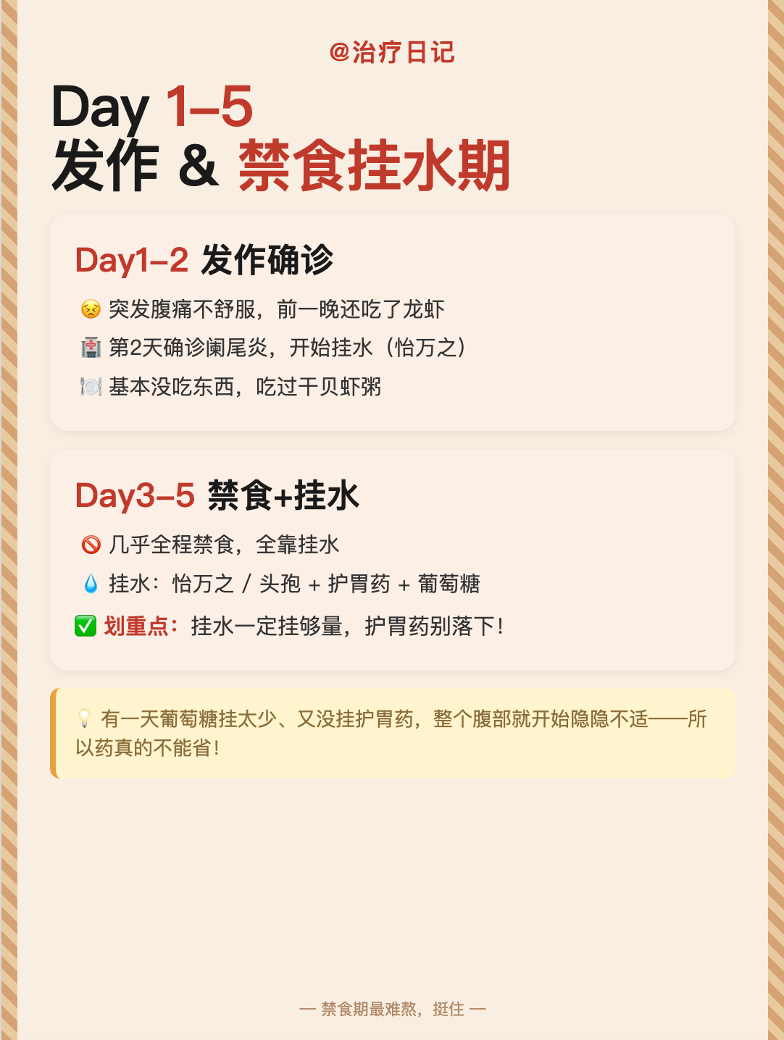 @治疗日记
Day 1–5
发作 & 禁食挂水期
Day1–2 发作确诊
😣 突发腹痛不舒服，前一晚还吃了龙虾
🏥 第2天确诊阑尾炎，开始挂水（怡万之）
🍽️ 基本没吃东西，吃过干贝虾粥
Day3–5 禁食+挂水
🚫 几乎全程禁食，全靠挂水
💧 挂水：怡万之 / 头孢 + 护胃药 + 葡萄糖
✅ 划重点：挂水一定挂够量，护胃药别落下！
💡 有一天葡萄糖挂太少、又没挂护胃药，整个腹部就开始隐隐不适——所
以药真的不能省！
— 禁食期最难熬，挺住 —